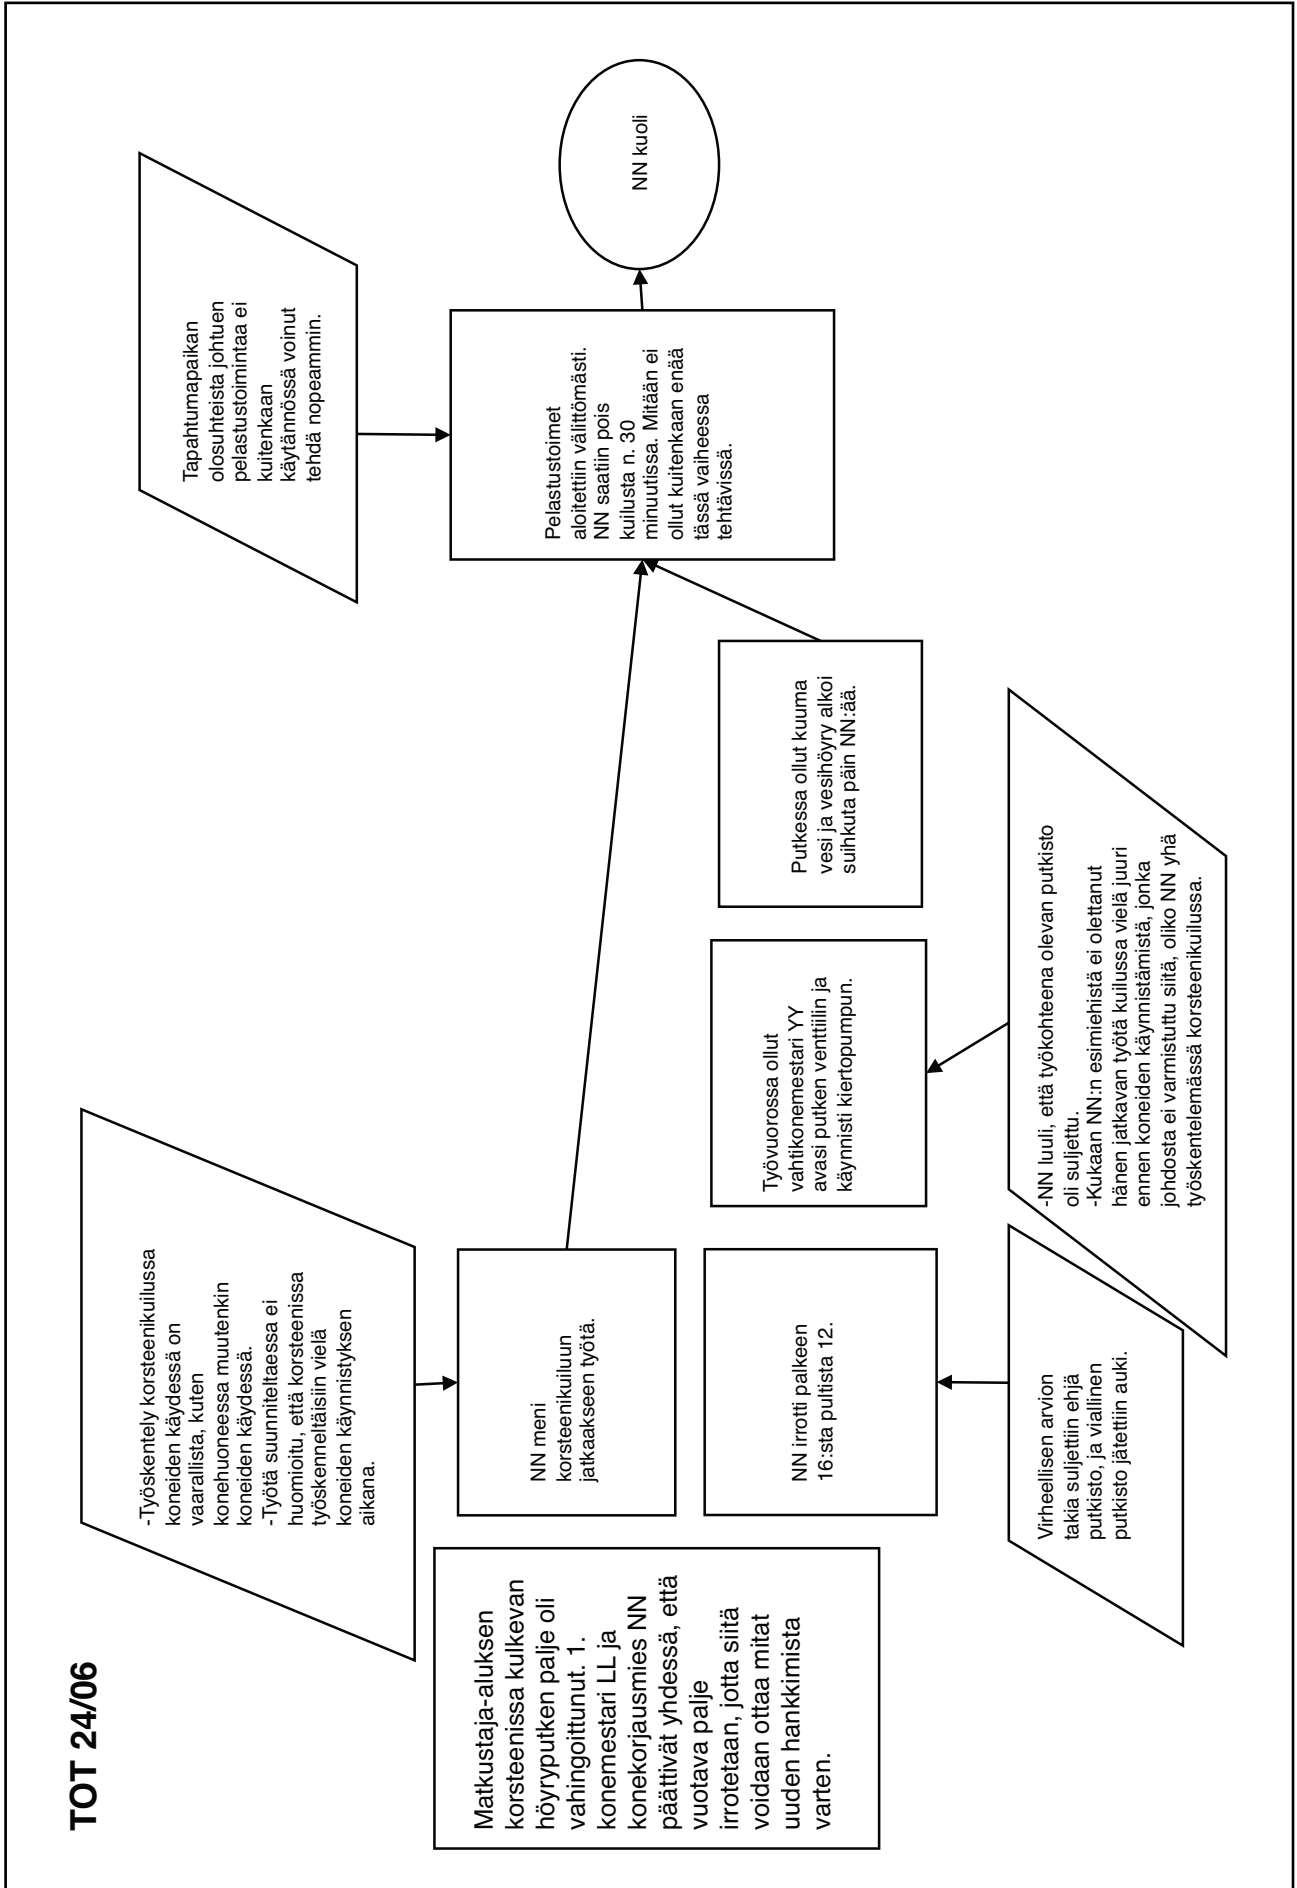 TOT 24/06
Matkustaja-aluksen
korsteenissa kulkevan
höyryputken palje oli
vahingoittunut. 1.
konemestari LL ja
konekorjausmies NN
päättivät yhdessä, että
vuotava palje
irrotetaan, jotta siitä
voidaan ottaa mitat
uuden hankkimista
varten.
-Työskentely korsteenikuilussa
koneiden käydessä on
vaarallista, kuten
konehuoneessa muutenkin
koneiden käydessä.
-Työtä suunniteltaessa ei
huomioitu, että korsteenissa
työskenneltäisiin vielä
koneiden käynnistyksen
aikana.
NN meni
korsteenikuiluun
jatkaakseen työtä.
NN irrotti palkeen
16:sta pultista 12.
Virheellisen arvion
takia suljettiin ehjä
putkisto, ja viallinen
putkisto jätettiin auki.
Työvuorossa ollut
vahtikonemestari YY
avasi putken venttiilin ja
käynnisti kiertopumpun.
-NN luuli, että työkohteena olevan putkisto
oli suljettu.
-Kukaan NN:n esimiehistä ei olettanut
hänen jatkavan työtä kuilussa vielä juuri
ennen koneiden käynnistämistä, jonka
johdosta ei varmistuttu siitä, oliko NN yhä
työskentelemässä korsteenikuilussa.
Putkessa ollut kuuma
vesi ja vesihöyry alkoi
suihkuta päin NN:ää.
Tapahtumapaikan
olosuhteista johtuen
pelastustoimintaa ei
kuitenkaan
käytännössä voinut
tehdä nopeammin.
Pelastustoimet
aloitettiin välittömästi.
NN saatiin pois
kuilusta n. 30
minuutissa. Mitään ei
ollut kuitenkaan enää
tässä vaiheessa
tehtävissä.
NN kuoli